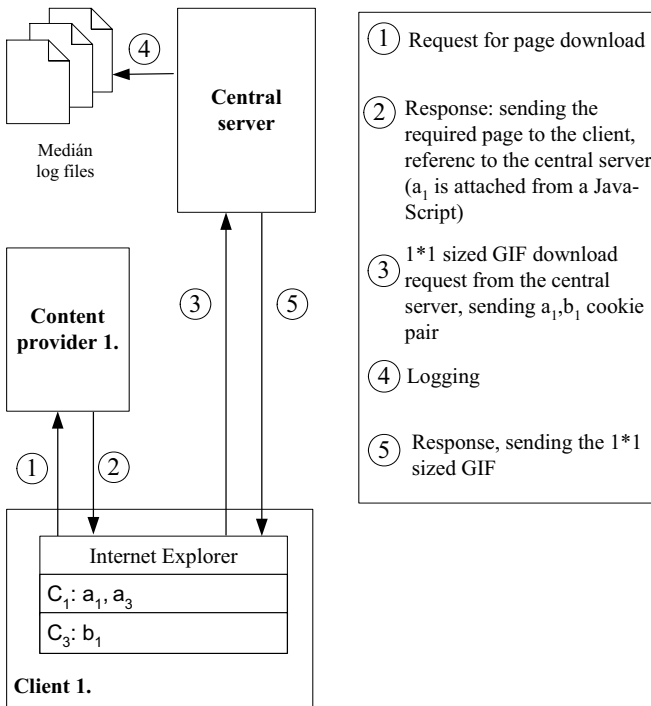 4
Central
server
Medián
log files
3
5
Content
provider 1.
1
2
Internet Explorer
C₁: a₁, a₃
C₃: b₁
Client 1.
1 Request for page download
2 Response: sending the
required page to the client,
referenc to the central server
(a₁ is attached from a Java-
Script)
3 1*1 sized GIF download
request from the central
server, sending a₁,b₁ cookie
pair
4 Logging
5 Response, sending the 1*1
sized GIF